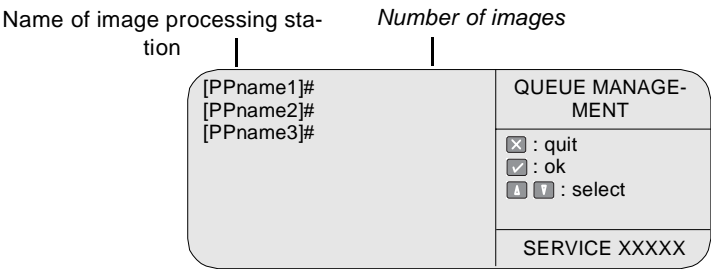 Name of image processing sta-
tion
Number of images
[PPname1]#
[PPname2]#
[PPname3]#
QUEUE MANAGE-
MENT
: quit
: ok
: select
SERVICE XXXXX